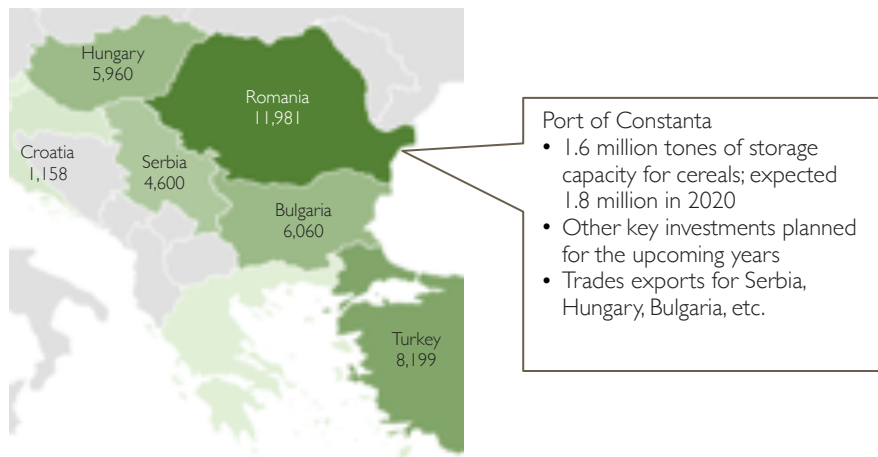 Hungary
5,960
Romania
11,981
Croatia
1,158
Serbia
4,600
Bulgaria
6,060
Turkey
8,199
Port of Constanta
• 1.6 million tones of storage
capacity for cereals; expected
1.8 million in 2020
• Other key investments planned
for the upcoming years
• Trades exports for Serbia,
Hungary, Bulgaria, etc.